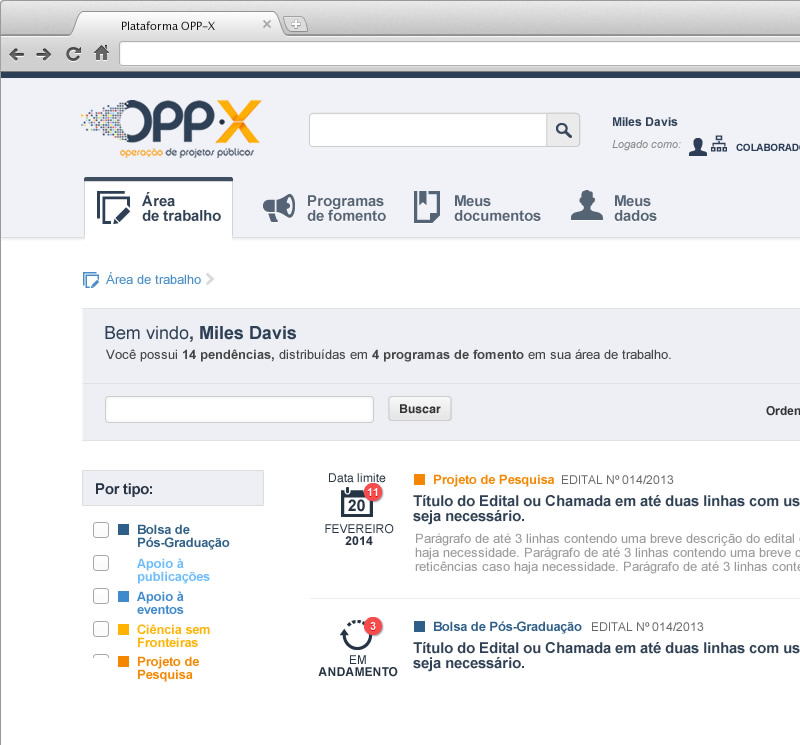 Plataforma OPP-X
OPP·X
operação de projetos públicos
Miles Davis
Logado como:
COLABORADO
Área
de trabalho
Programas
de fomento
Meus
documentos
Meus
dados
Área de trabalho
Bem vindo, Miles Davis
Você possui 14 pendências, distribuídas em 4 programas de fomento em sua área de trabalho.
Buscar
Orden
Por tipo:
Bolsa de
Pós-Graduação
Apoio à
publicações
Apoio à
eventos
Ciência sem
Fronteiras
Projeto de
Pesquisa
Data limite
11
20
FEVEREIRO
2014
Projeto de Pesquisa EDITAL Nº 014/2013
Título do Edital ou Chamada em até duas linhas com us
seja necessário.
Parágrafo de até 3 linhas contendo uma breve descrição do edital
haja necessidade. Parágrafo de até 3 linhas contendo uma breve
reticências caso haja necessidade. Parágrafo de até 3 linhas conte
3
EM
ANDAMENTO
Bolsa de Pós-Graduação EDITAL Nº 014/2013
Título do Edital ou Chamada em até duas linhas com us
seja necessário.